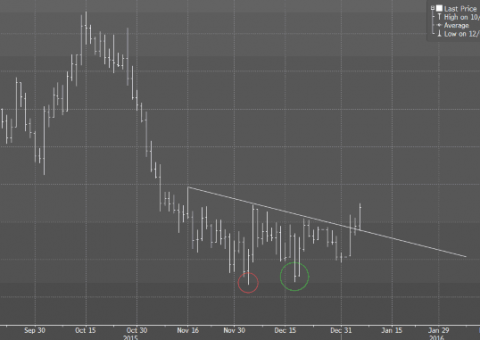 Last Price
High on 10/
Average
Low on 12/
Sep 30 Oct 15 Oct 30 Nov 16 Nov 30 Dec 15 Dec 31 Jan 15 Jan 29
2015 2016